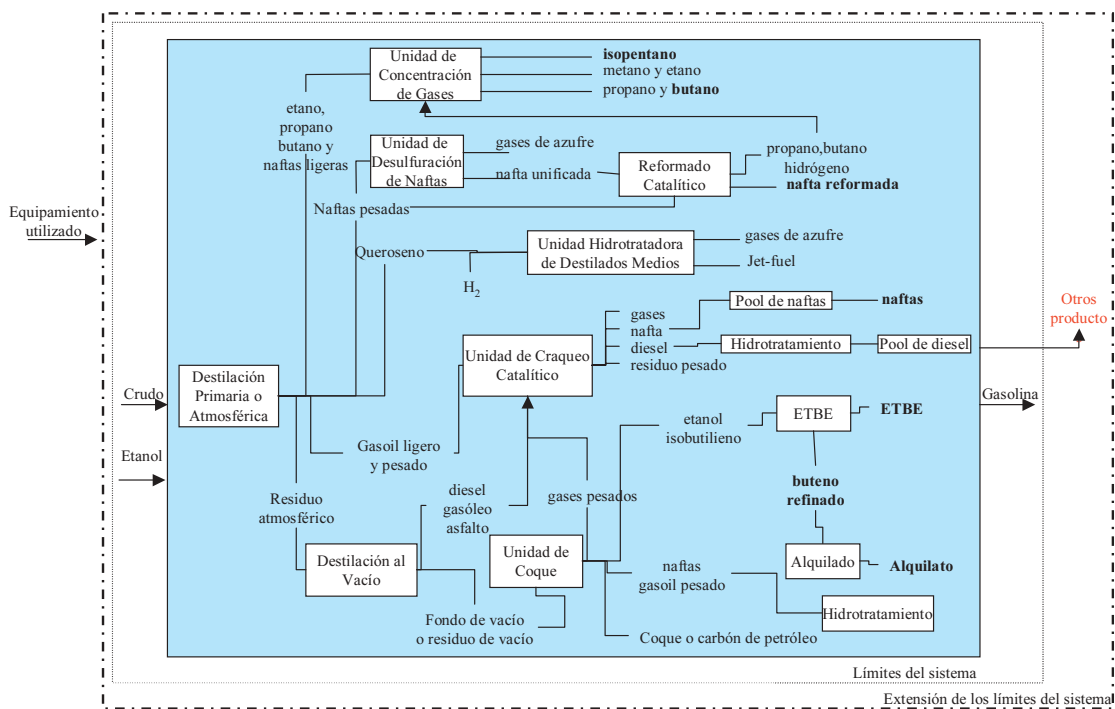 Unidad de
Concentración
de Gases
isopentano
metano y etano
propano y butano
etano,
propano
butano y
naftas ligeras
Unidad de
Desulfuración
de Naftas
gases de azufre
nafta unificada
Reformado
Catalítico
propano,butano
hidrógeno
nafta reformada
Naftas pesadas
Equipamiento
utilizado
Queroseno
H2
Unidad Hidrotratadora
de Destilados Medios
gases de azufre
Jet-fuel
gases
nafta
diesel
residuo pesado
Pool de naftas
naftas
Hidrotratamiento
Pool de diesel
Otros
producto
Unidad de Craqueo
Catalítico
Destilación
Primaria o
Atmosférica
Crudo
Etanol
Gasolina
Gasoil ligero
y pesado
etanol
isobutilieno
ETBE
ETBE
buteno
refinado
Residuo
atmosférico
diesel
gasóleo
asfalto
gases pesados
Destilación al
Vacío
Unidad de
Coque
naftas
gasoil pesado
Alquilado
Alquilato
Hidrotratamiento
Fondo de vacío
o residuo de vacío
Coque o carbón de petróleo
Límites del sistema
Extensión de los límites del sistema